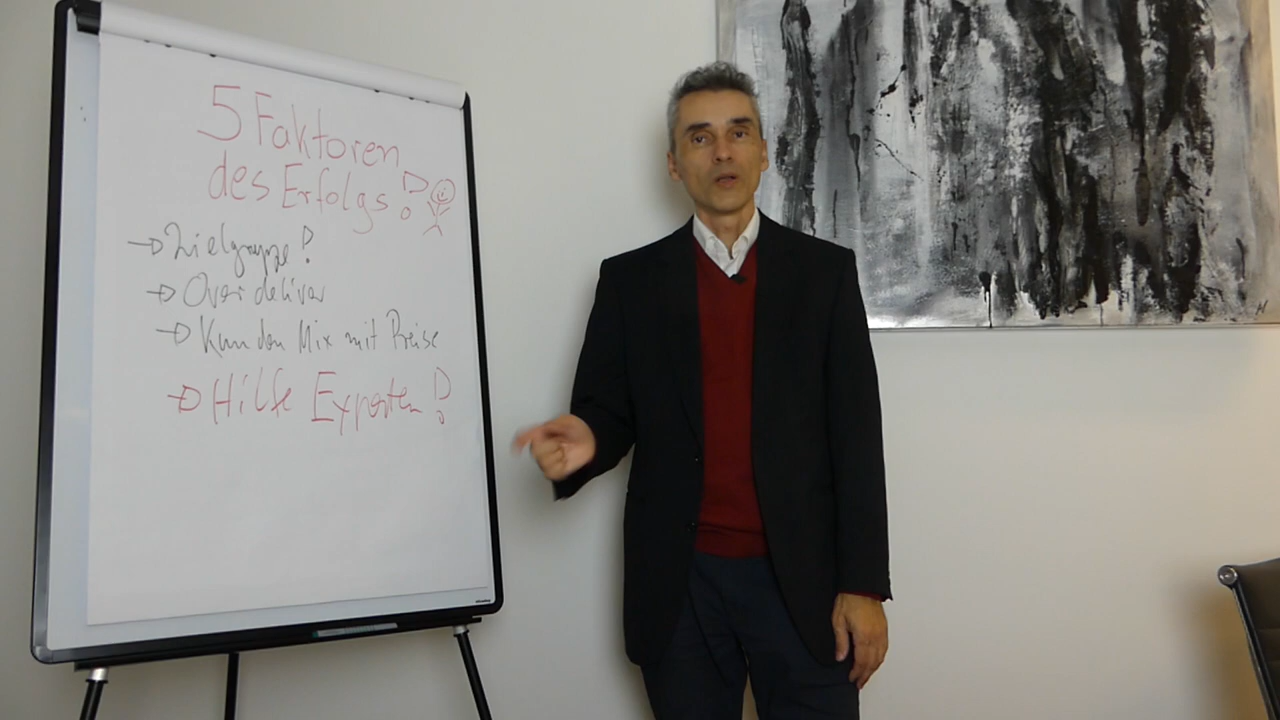 5 Faktoren
des Erfolgs!
→ Zielgruppe!
→ Over deliver
→ Kunden Mix mit Preise
→ Hilfe Experten!